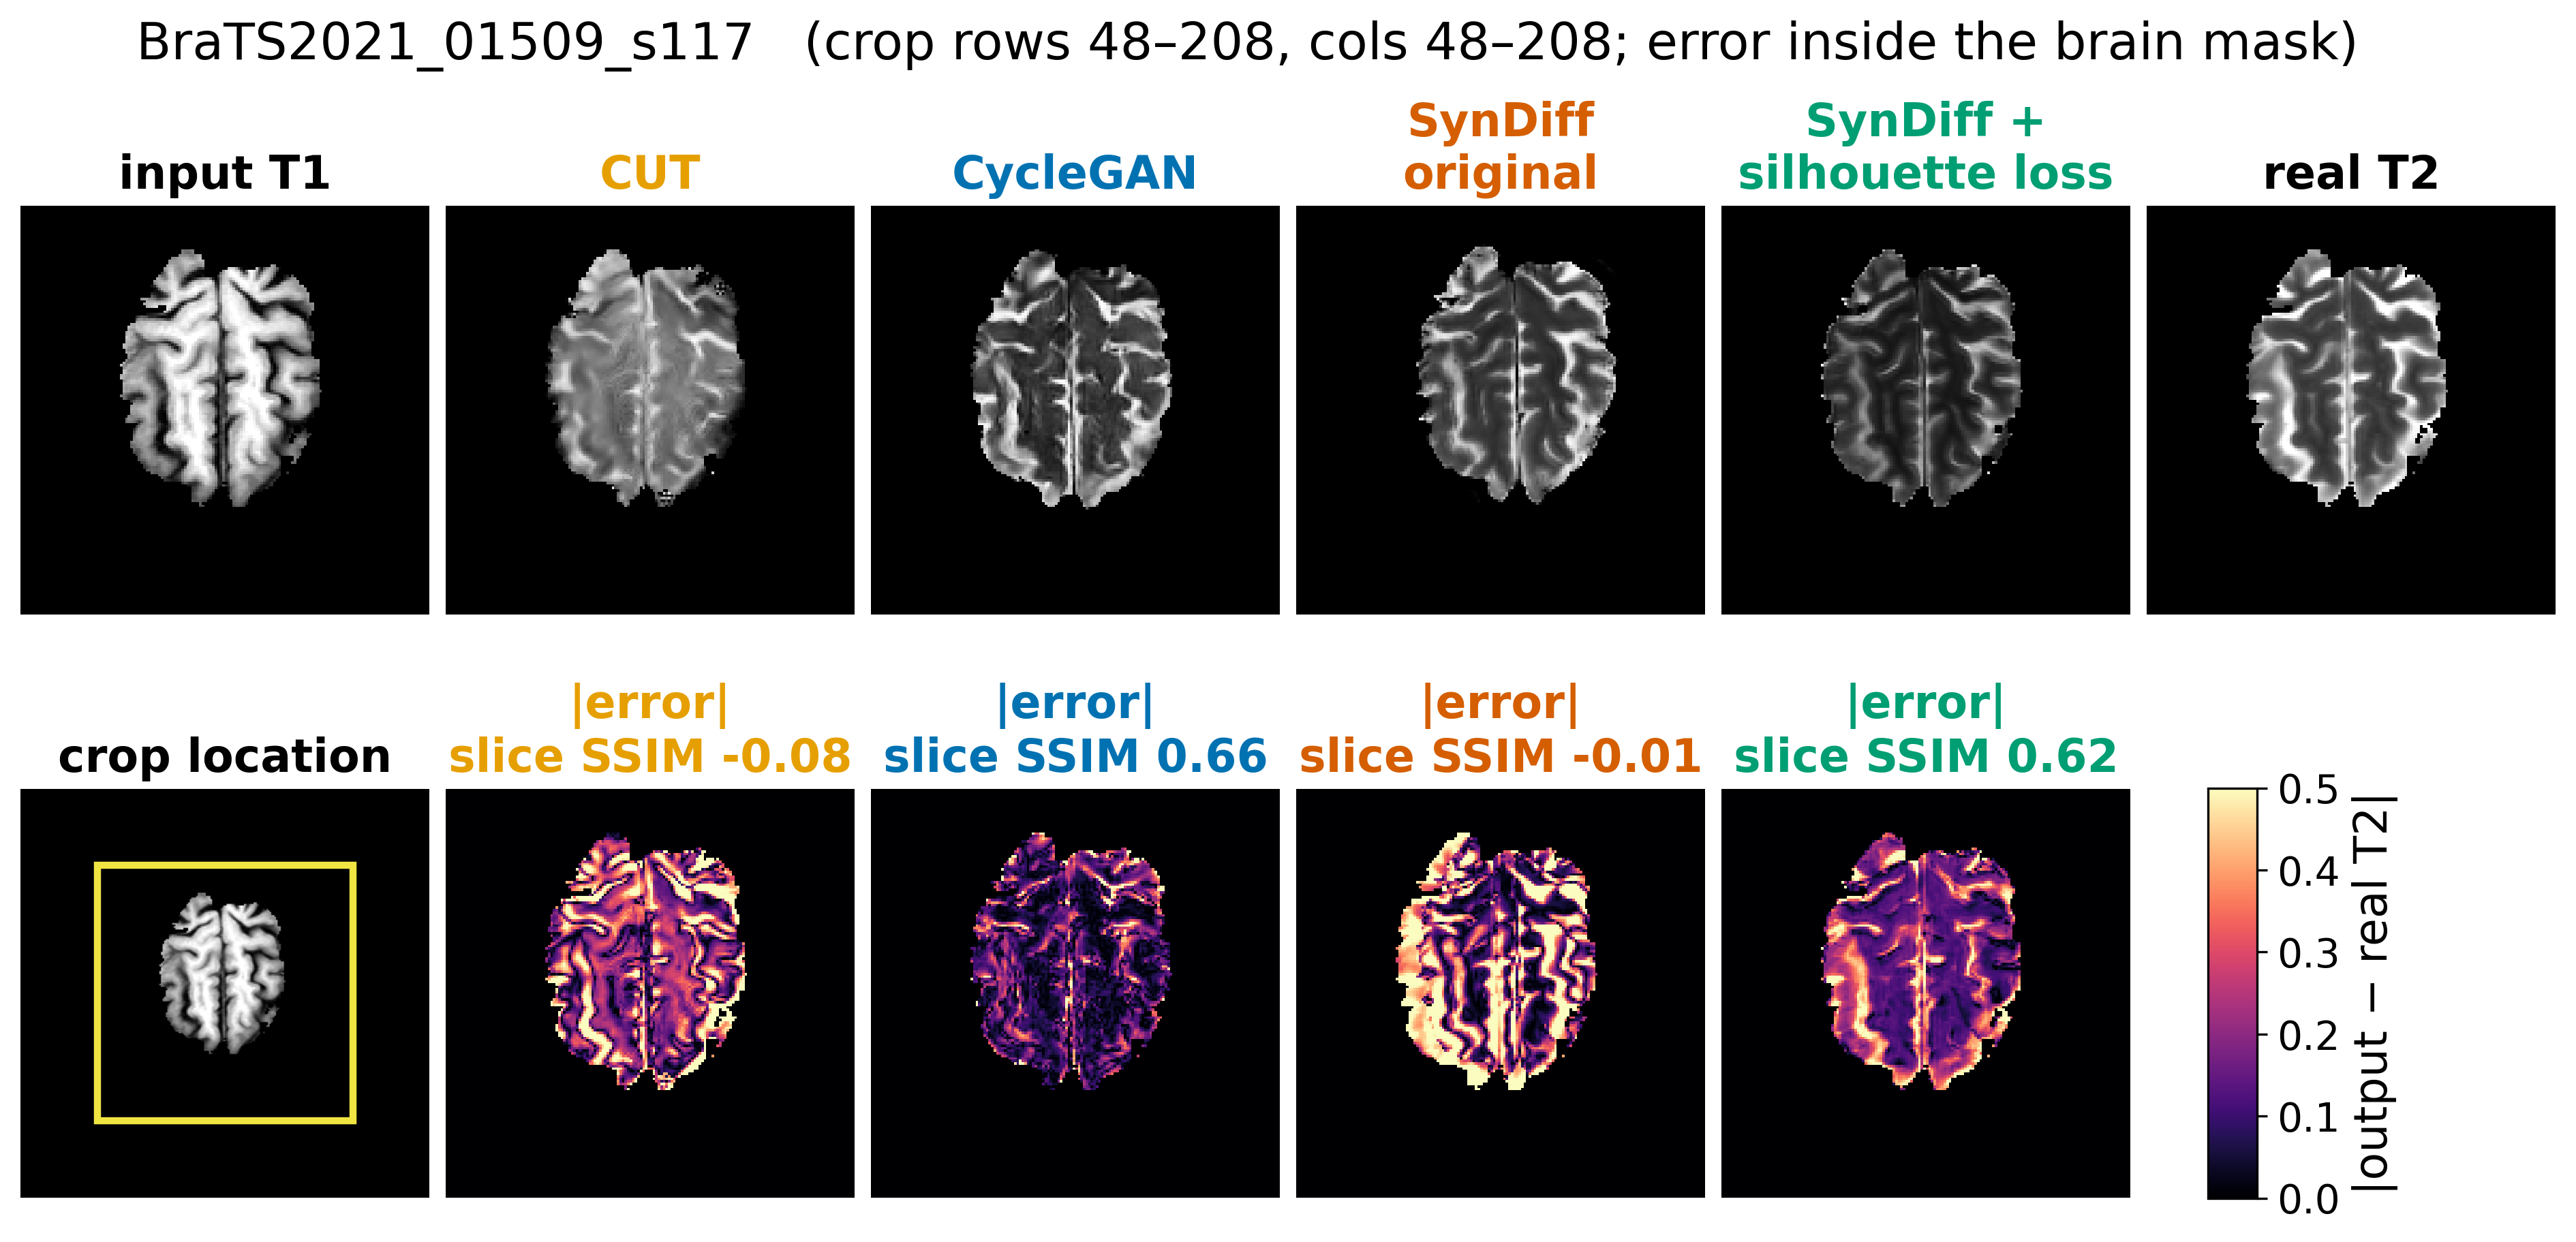 BraTS2021_01509_s117 (crop rows 48–208, cols 48–208; error inside the brain mask)
input T1
CUT
CycleGAN
SynDiff
original
SynDiff +
silhouette loss
real T2
crop location
|error|
slice SSIM -0.08
|error|
slice SSIM 0.66
|error|
slice SSIM -0.01
|error|
slice SSIM 0.62
0.5
0.4
0.3
0.2
0.1
0.0
|output − real T2|